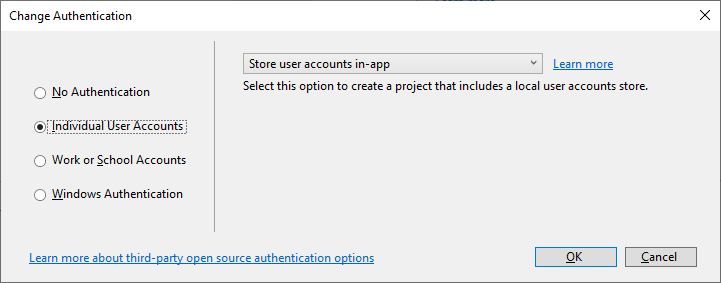 Change Authentication
Store user accounts in-app
Learn more
Select this option to create a project that includes a local user accounts store.
No Authentication
Individual User Accounts
Work or School Accounts
Windows Authentication
Learn more about third-party open source authentication options
OK
Cancel